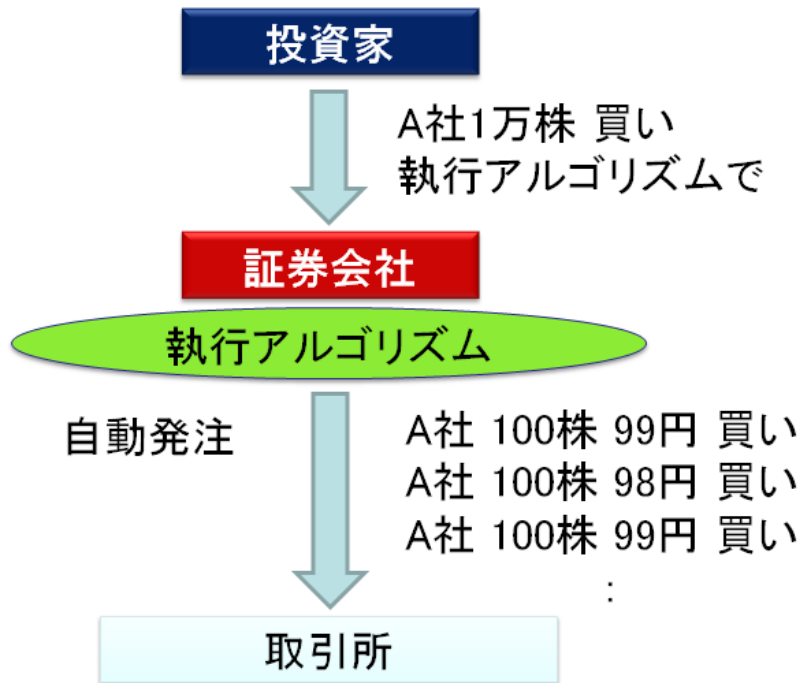 投資家
A社1万株 買い
執行アルゴリズムで
証券会社
執行アルゴリズム
自動発注
A社 100株 99円 買い
A社 100株 98円 買い
A社 100株 99円 買い
:
取引所